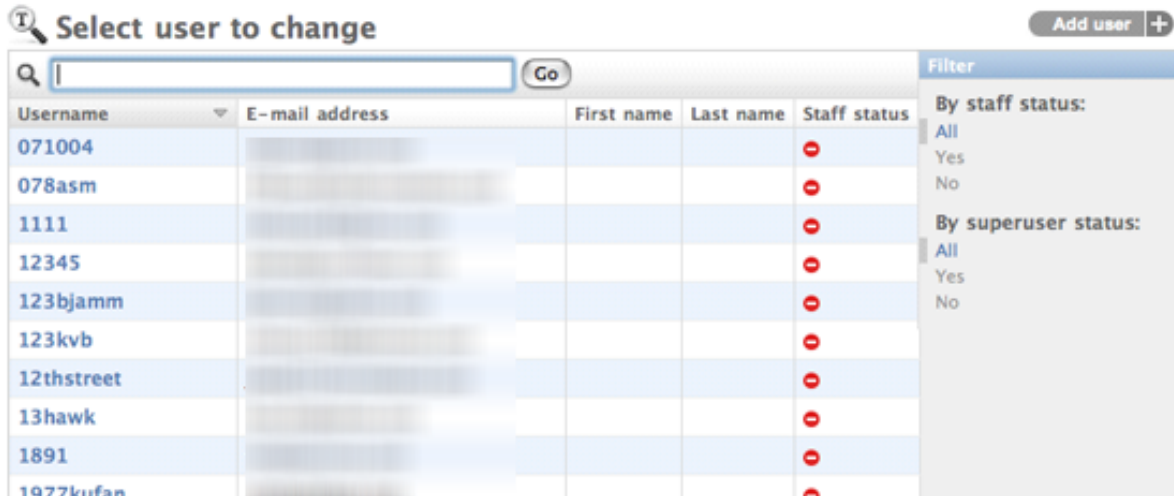 Select user to change
Add user +
Go
Filter
Username E-mail address First name Last name Staff status
By staff status:
All
Yes
No
By superuser status:
All
Yes
No
071004
078asm
1111
12345
123bjamm
123kvb
12thstreet
13hawk
1891
1977kufan